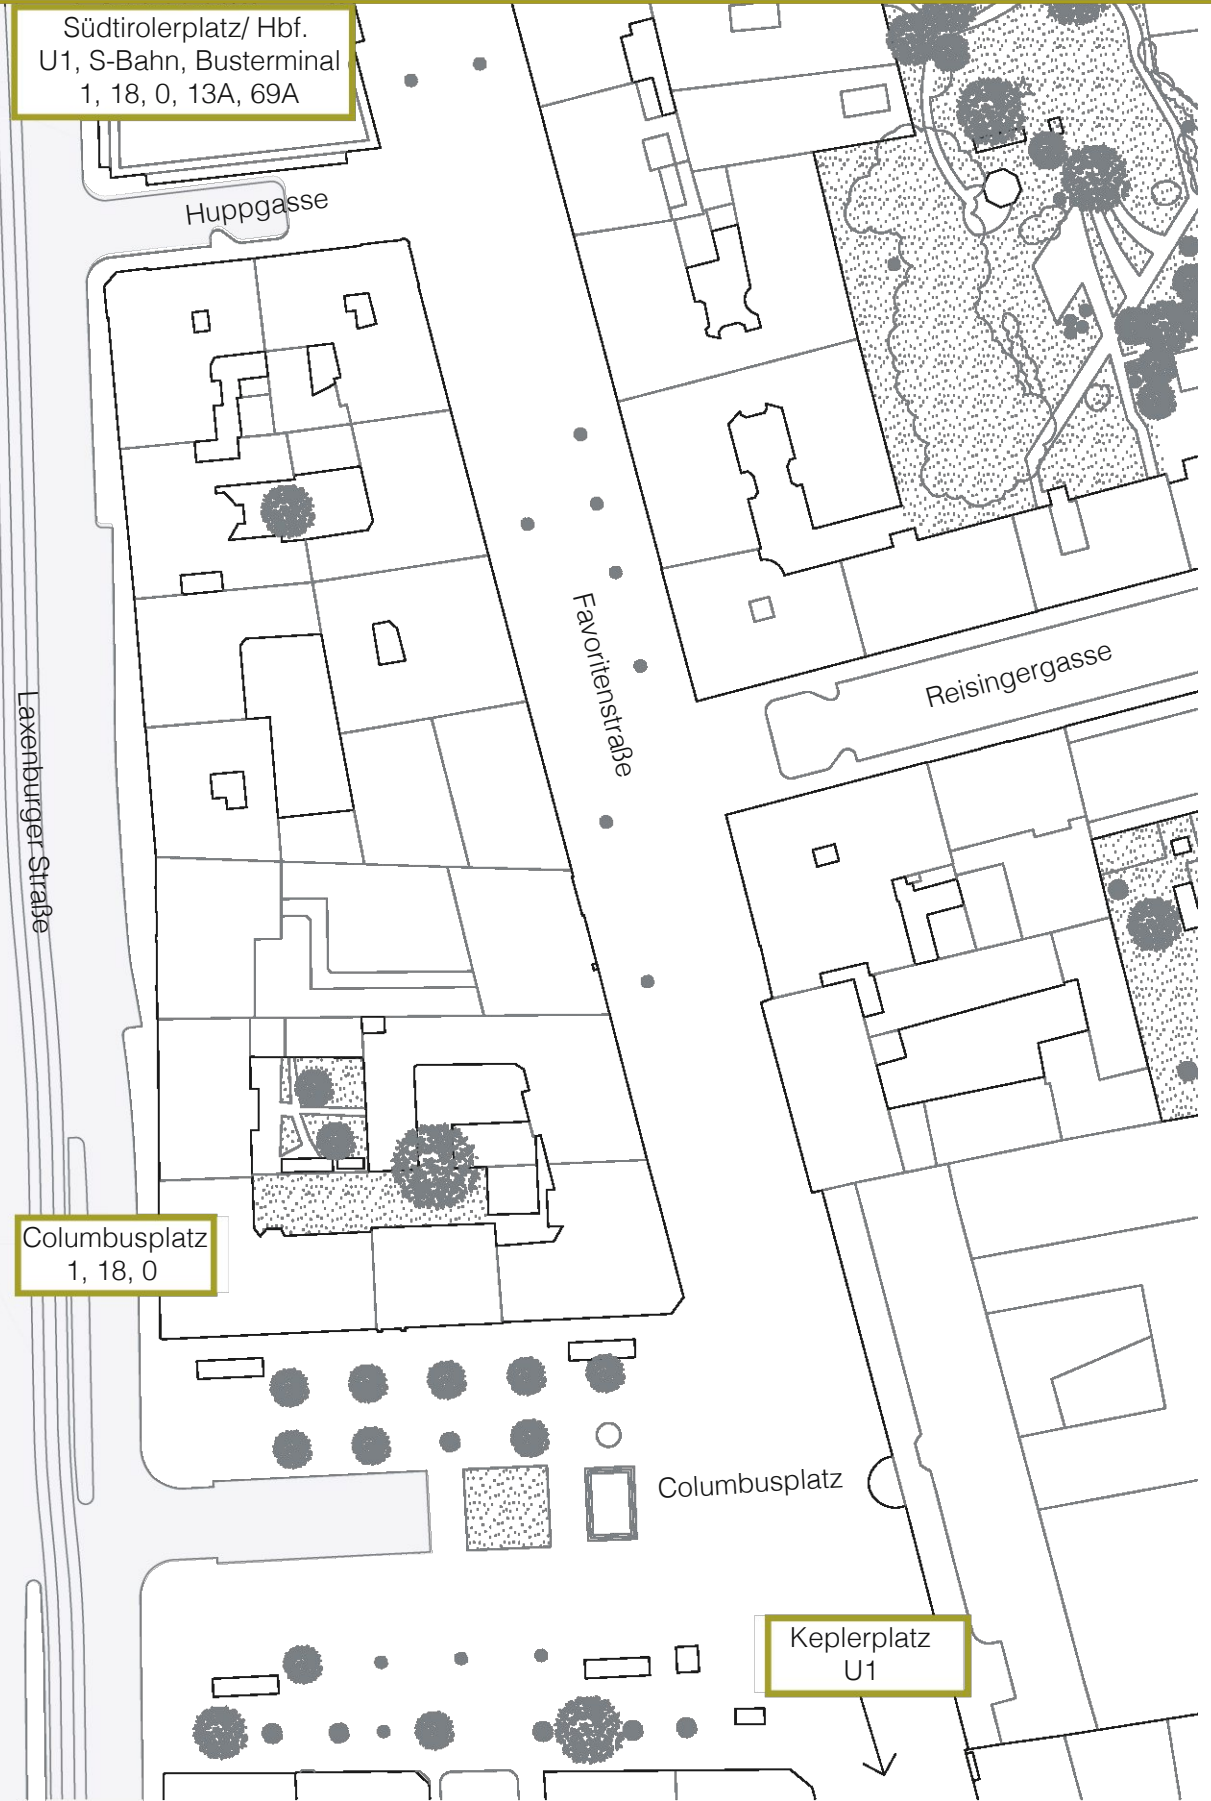 Südtirolerplatz/ Hbf.
U1, S-Bahn, Busterminal
1, 18, 0, 13A, 69A
Huppgasse
Favoritenstraße
Reisingergasse
Laxenburger Straße
Columbusplatz
1, 18, 0
Columbusplatz
Keplerplatz
U1